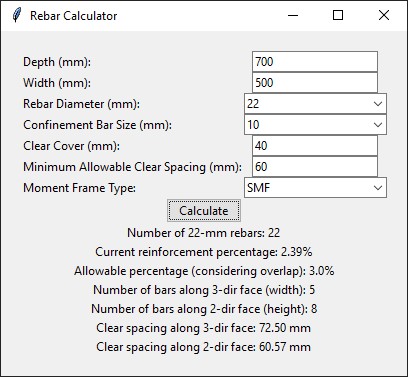 Rebar Calculator
Depth (mm): 700
Width (mm): 500
Rebar Diameter (mm): 22
Confinement Bar Size (mm): 10
Clear Cover (mm): 40
Minimum Allowable Clear Spacing (mm): 60
Moment Frame Type: SMF
Calculate
Number of 22-mm rebars: 22
Current reinforcement percentage: 2.39%
Allowable percentage (considering overlap): 3.0%
Number of bars along 3-dir face (width): 5
Number of bars along 2-dir face (height): 8
Clear spacing along 3-dir face: 72.50 mm
Clear spacing along 2-dir face: 60.57 mm